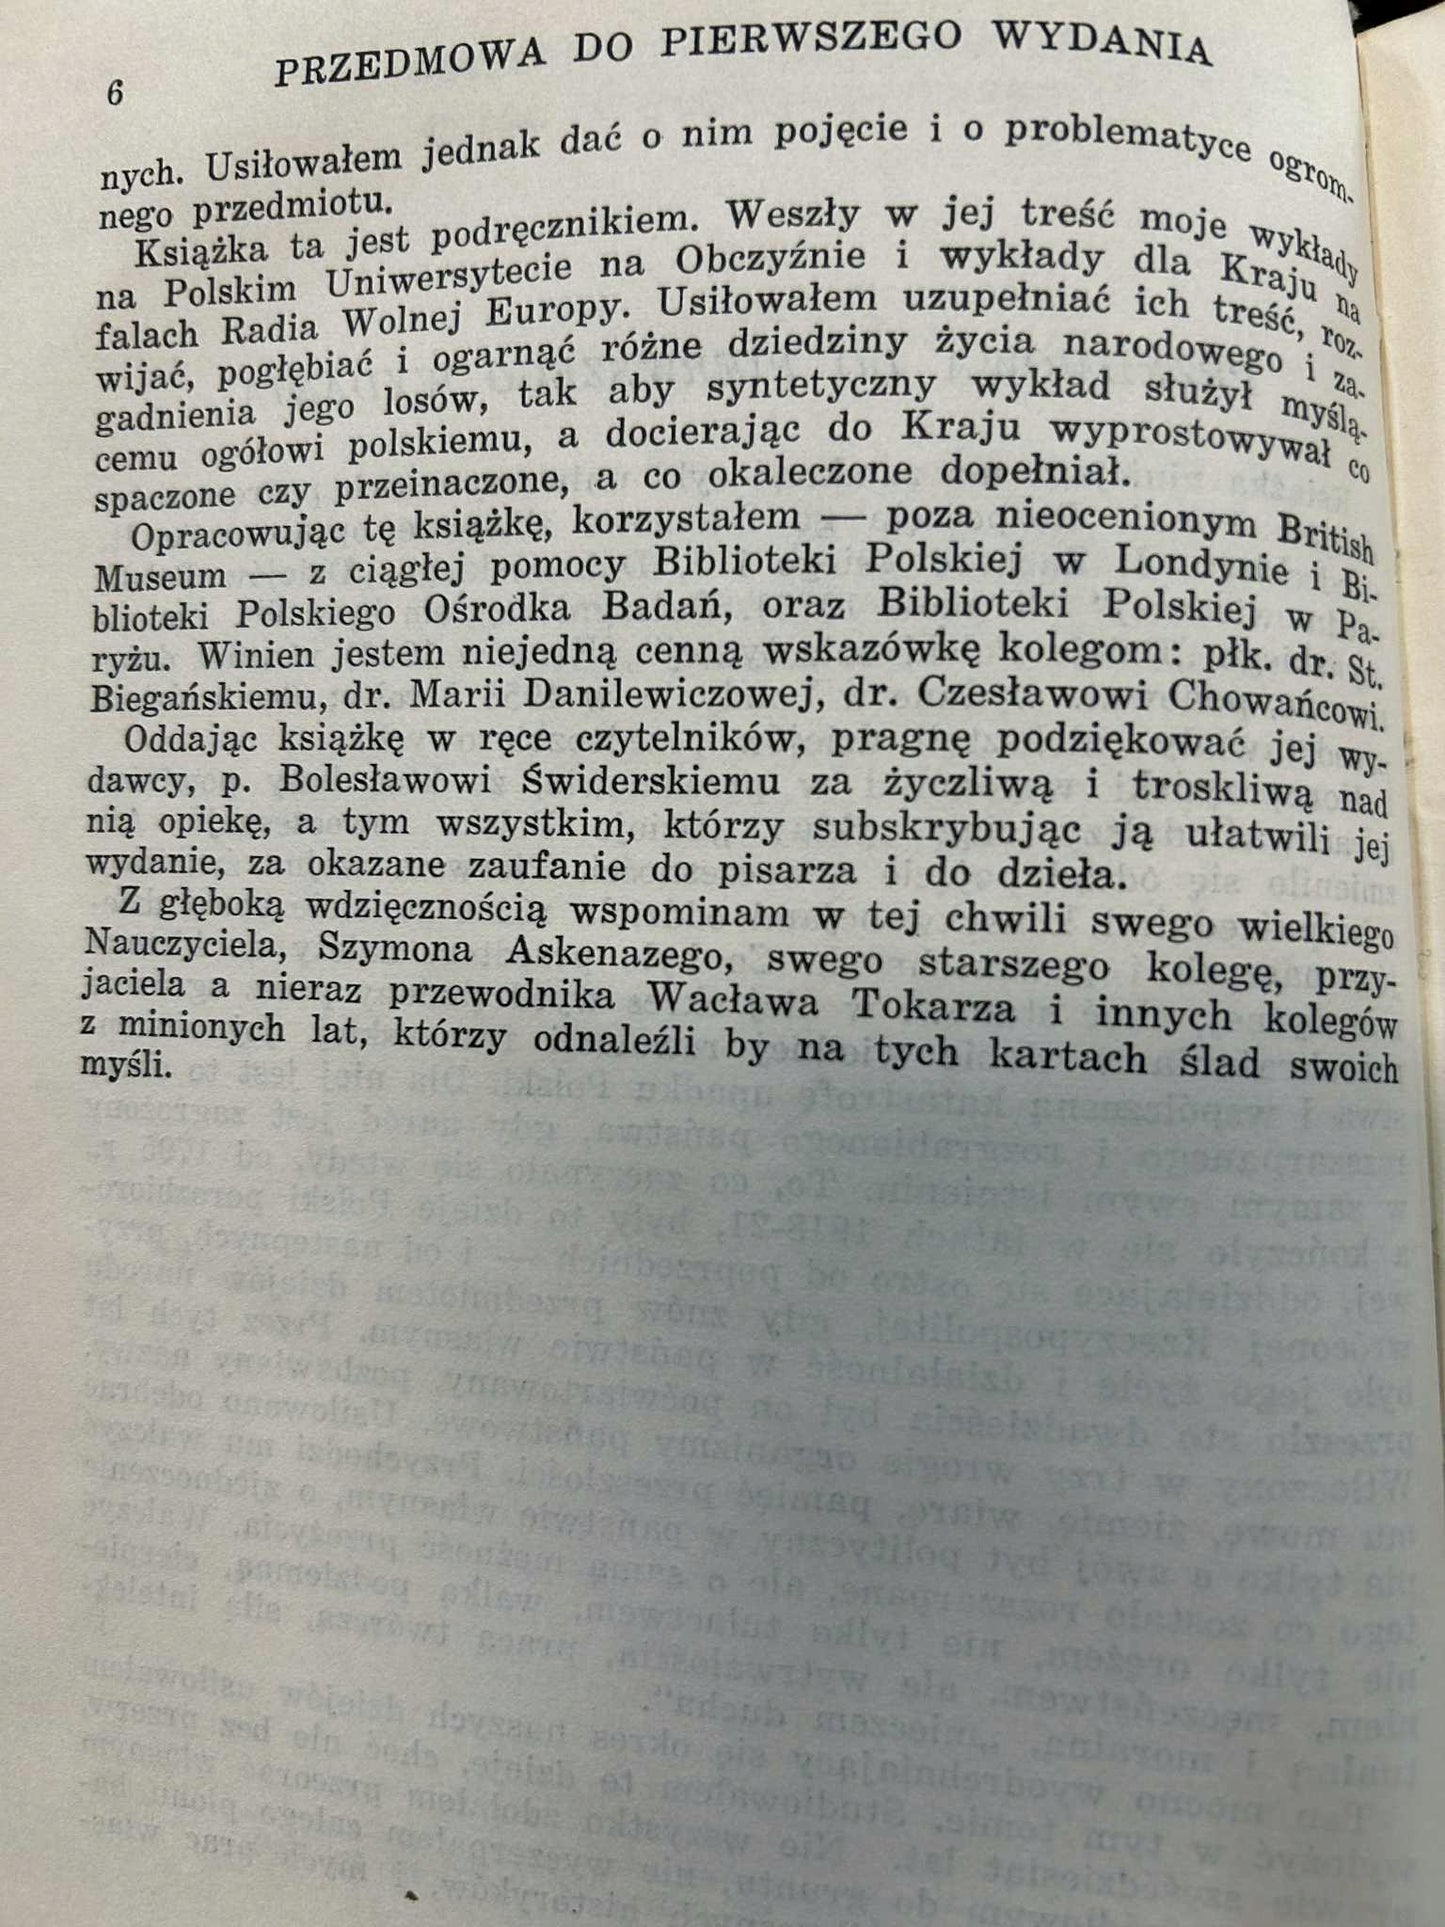 6
PRZEDMOWA DO PIERWSZEGO WYDANIA
nych. Usiłowałem jednak dać o nim pojęcie i o problematyce ogrom-
nego przedmiotu.
Książka ta jest podręcznikiem. Weszły w jej treść moje wykłady
na Polskim Uniwersytecie na Obczyźnie i wykłady dla Kraju na
falach Radia Wolnej Europy. Usiłowałem uzupełniać ich treść, roz-
wijać, pogłębiać i ogarnąć różne dziedziny życia narodowego i za-
gadnienia jego losów, tak aby syntetyczny wykład służył myślą-
cemu ogółowi polskiemu, a docierając do Kraju wyprostowywał co
spaczone czy przeinaczone, a co okaleczone dopełniał.
Opracowując tę książkę, korzystałem — poza nieocenionym British
Museum — z ciągłej pomocy Biblioteki Polskiej w Londynie i Bi-
blioteki Polskiego Ośrodka Badań, oraz Biblioteki Polskiej w Pa-
ryżu. Winien jestem niejedną cenną wskazówkę kolegom: płk. dr. St.
Biegańskiemu, dr. Marii Danilewiczowej, dr. Czesławowi Chowańcowi.
Oddając książkę w ręce czytelników, pragnę podziękować jej wy-
dawcy, p. Bolesławowi Świderskiemu za życzliwą i troskliwą nad
nią opiekę, a tym wszystkim, którzy subskrybując ją ułatwili jej
wydanie, za okazane zaufanie do pisarza i do dzieła.
Z głęboką wdzięcznością wspominam w tej chwili swego wielkiego
Nauczyciela, Szymona Askenazego, swego starszego kolegę, przy-
jaciela a nieraz przewodnika Wacława Tokarza i innych kolegów
z minionych lat, którzy odnaleźli by na tych kartach ślad swoich
myśli.